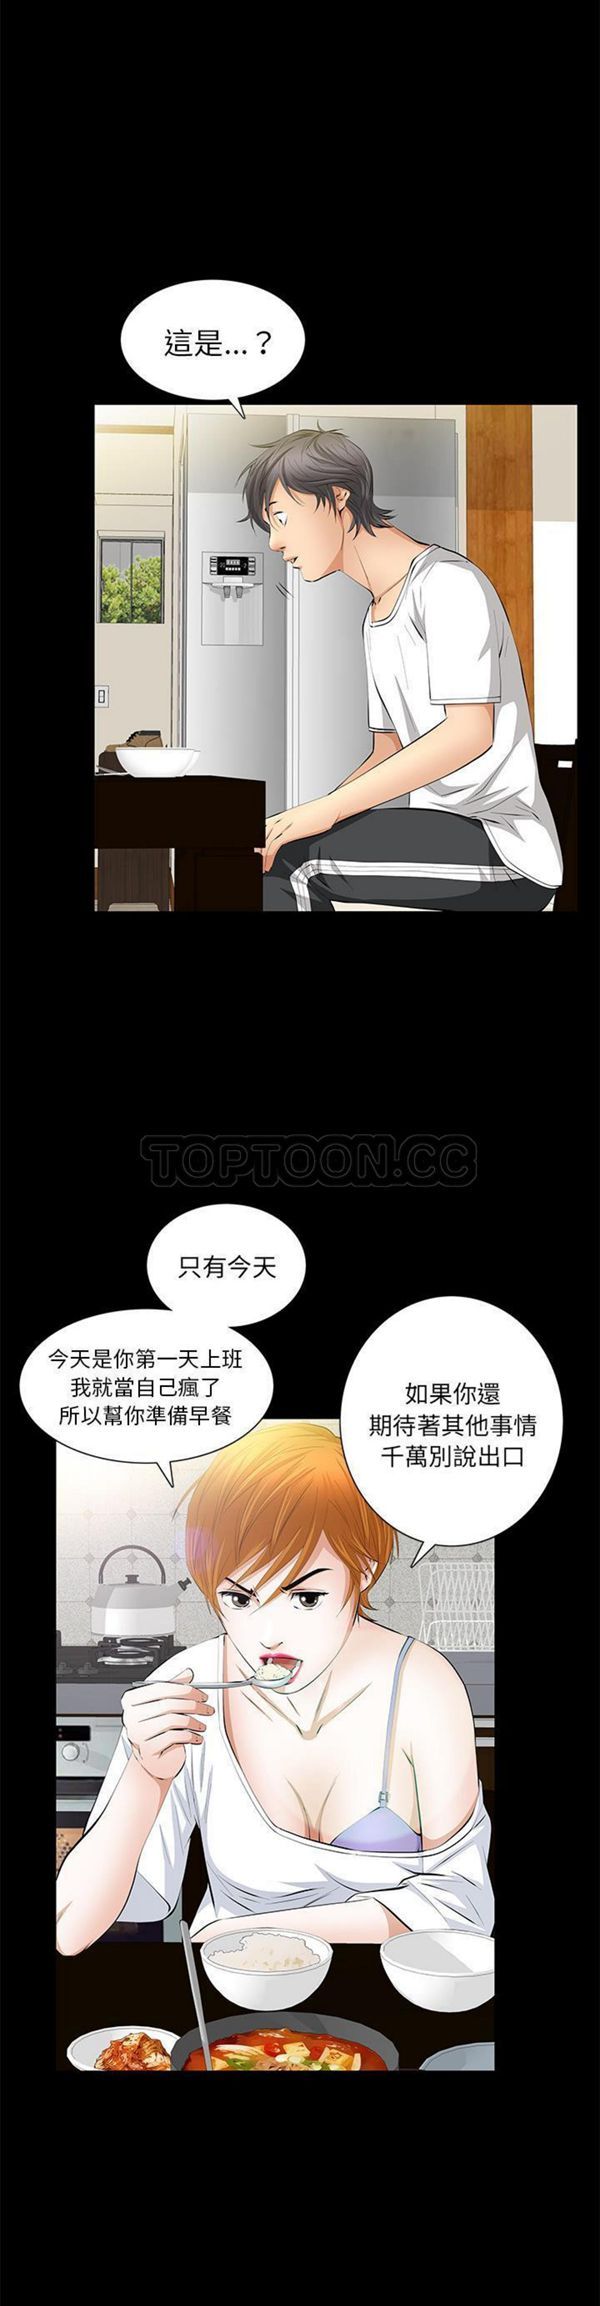 這是...？
TOPTOON.CC
只有今天
今天是你第一天上班
我就當自己瘋了
所以幫你準備早餐
如果你還
期待著其他事情
千萬別說出口